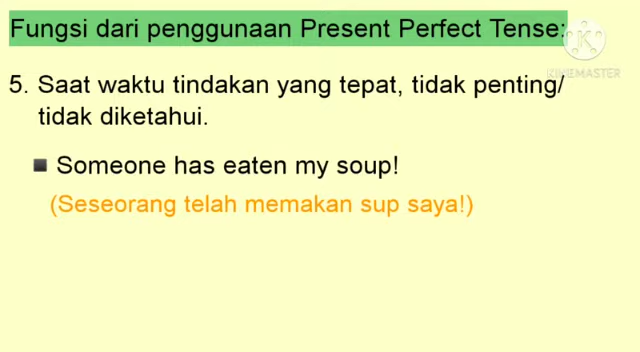 Fungsi dari penggunaan Present Perfect Tense:
KINEMASTER
5. Saat waktu tindakan yang tepat, tidak penting/
tidak diketahui.
Someone has eaten my soup!
(Seseorang telah memakan sup saya!)